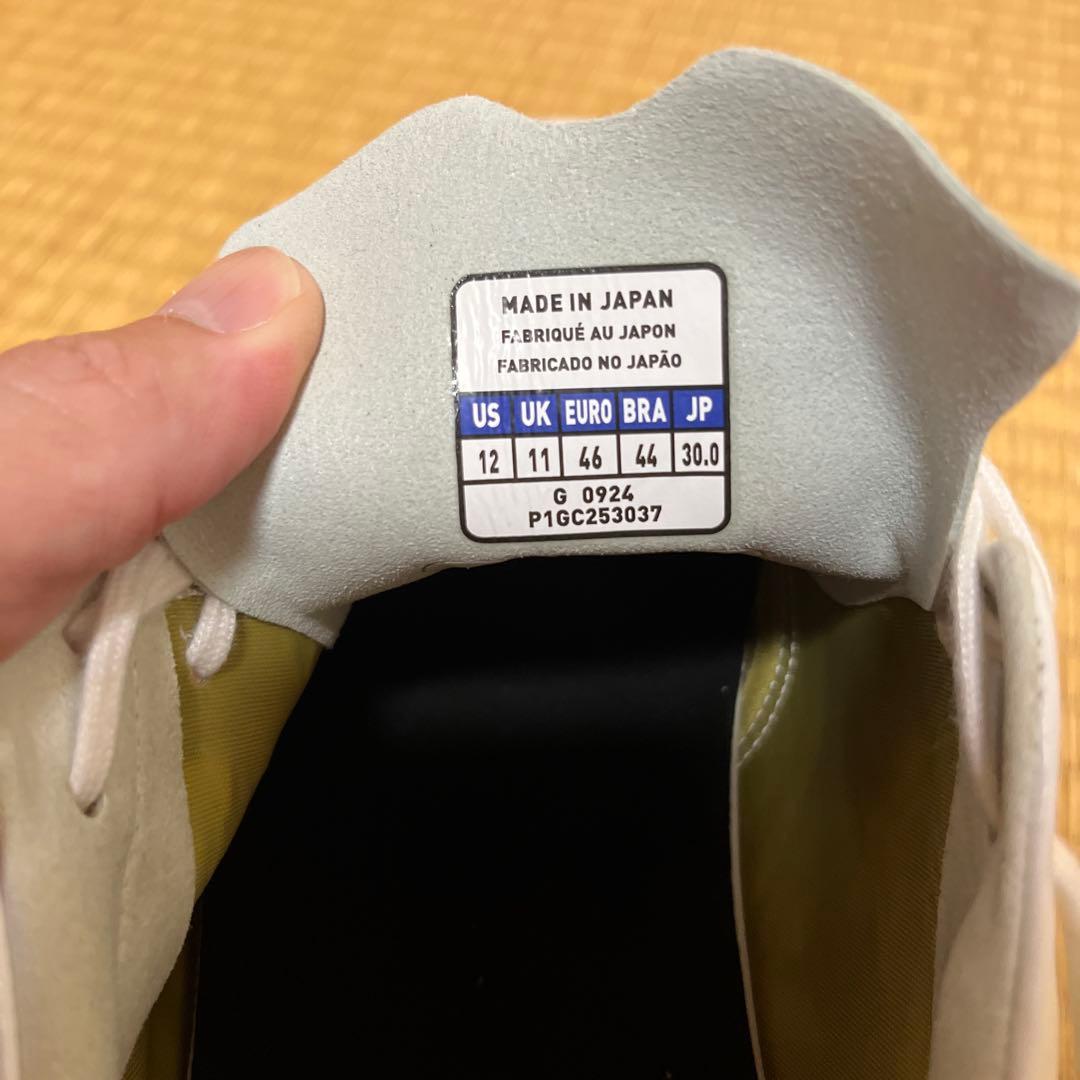 MADE IN JAPAN
FABRIQUÉ AU JAPON
FABRICADO NO JAPÃO
US UK EURO BRA JP
12 11 46 44 30.0
G 0924
P1GC253037